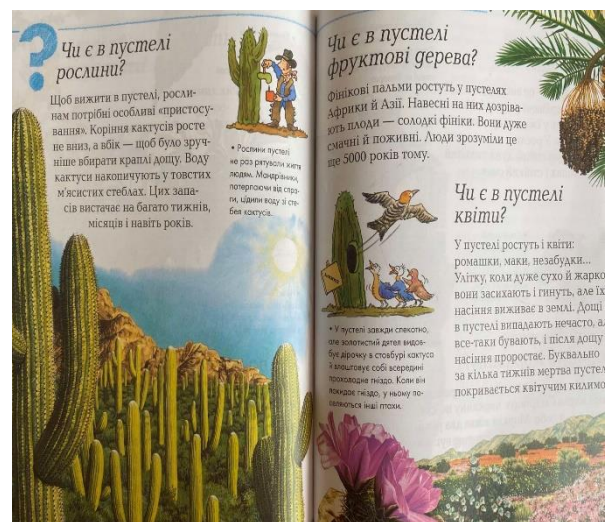 ?
Чи є в пустелі
рослини?
Щоб вижити в пустелі, росли-
нам потрібні особливі «пристосу-
вання». Коріння кактусів росте
не вниз, а вбік — щоб було зруч-
ніше вбирати краплі дощу. Воду
кактуси накопичують у товстих
м'ясистих стеблах. Цих запа-
сів вистачає на багато тижнів,
місяців і навіть років.
• Рослини пустелі
не раз рятували життя
людям. Мандрівники,
потерпаючи від спра-
ги, цідили воду зі сте-
бел кактусів.
Чи є в пустелі
фруктові дерева?
Фінікові пальми ростуть у пустелях
Африки й Азії. Навесні на них дозріва-
ють плоди — солодкі фініки. Вони дуже
смачні й поживні. Люди зрозуміли це
ще 5000 років тому.
• У пустелі завжди спекотно,
але золотистий дятел видов-
бує дірочку в стовбурі кактуса
й влаштовує собі всередині
прохолодне гніздо. Коли він
покидає гніздо, у ньому по-
селяються інші птахи.
Чи є в пустелі
квіти?
У пустелі ростуть і квіти:
ромашки, маки, незабудки...
Улітку, коли дуже сухо й жарко,
вони засихають і гинуть, але їх
насіння виживає в землі. Дощі
в пустелі випадають нечасто, а
все-таки бувають, і після дощу
насіння проростає. Буквально
за кілька тижнів мертва пустел
покривається квітучим килимо